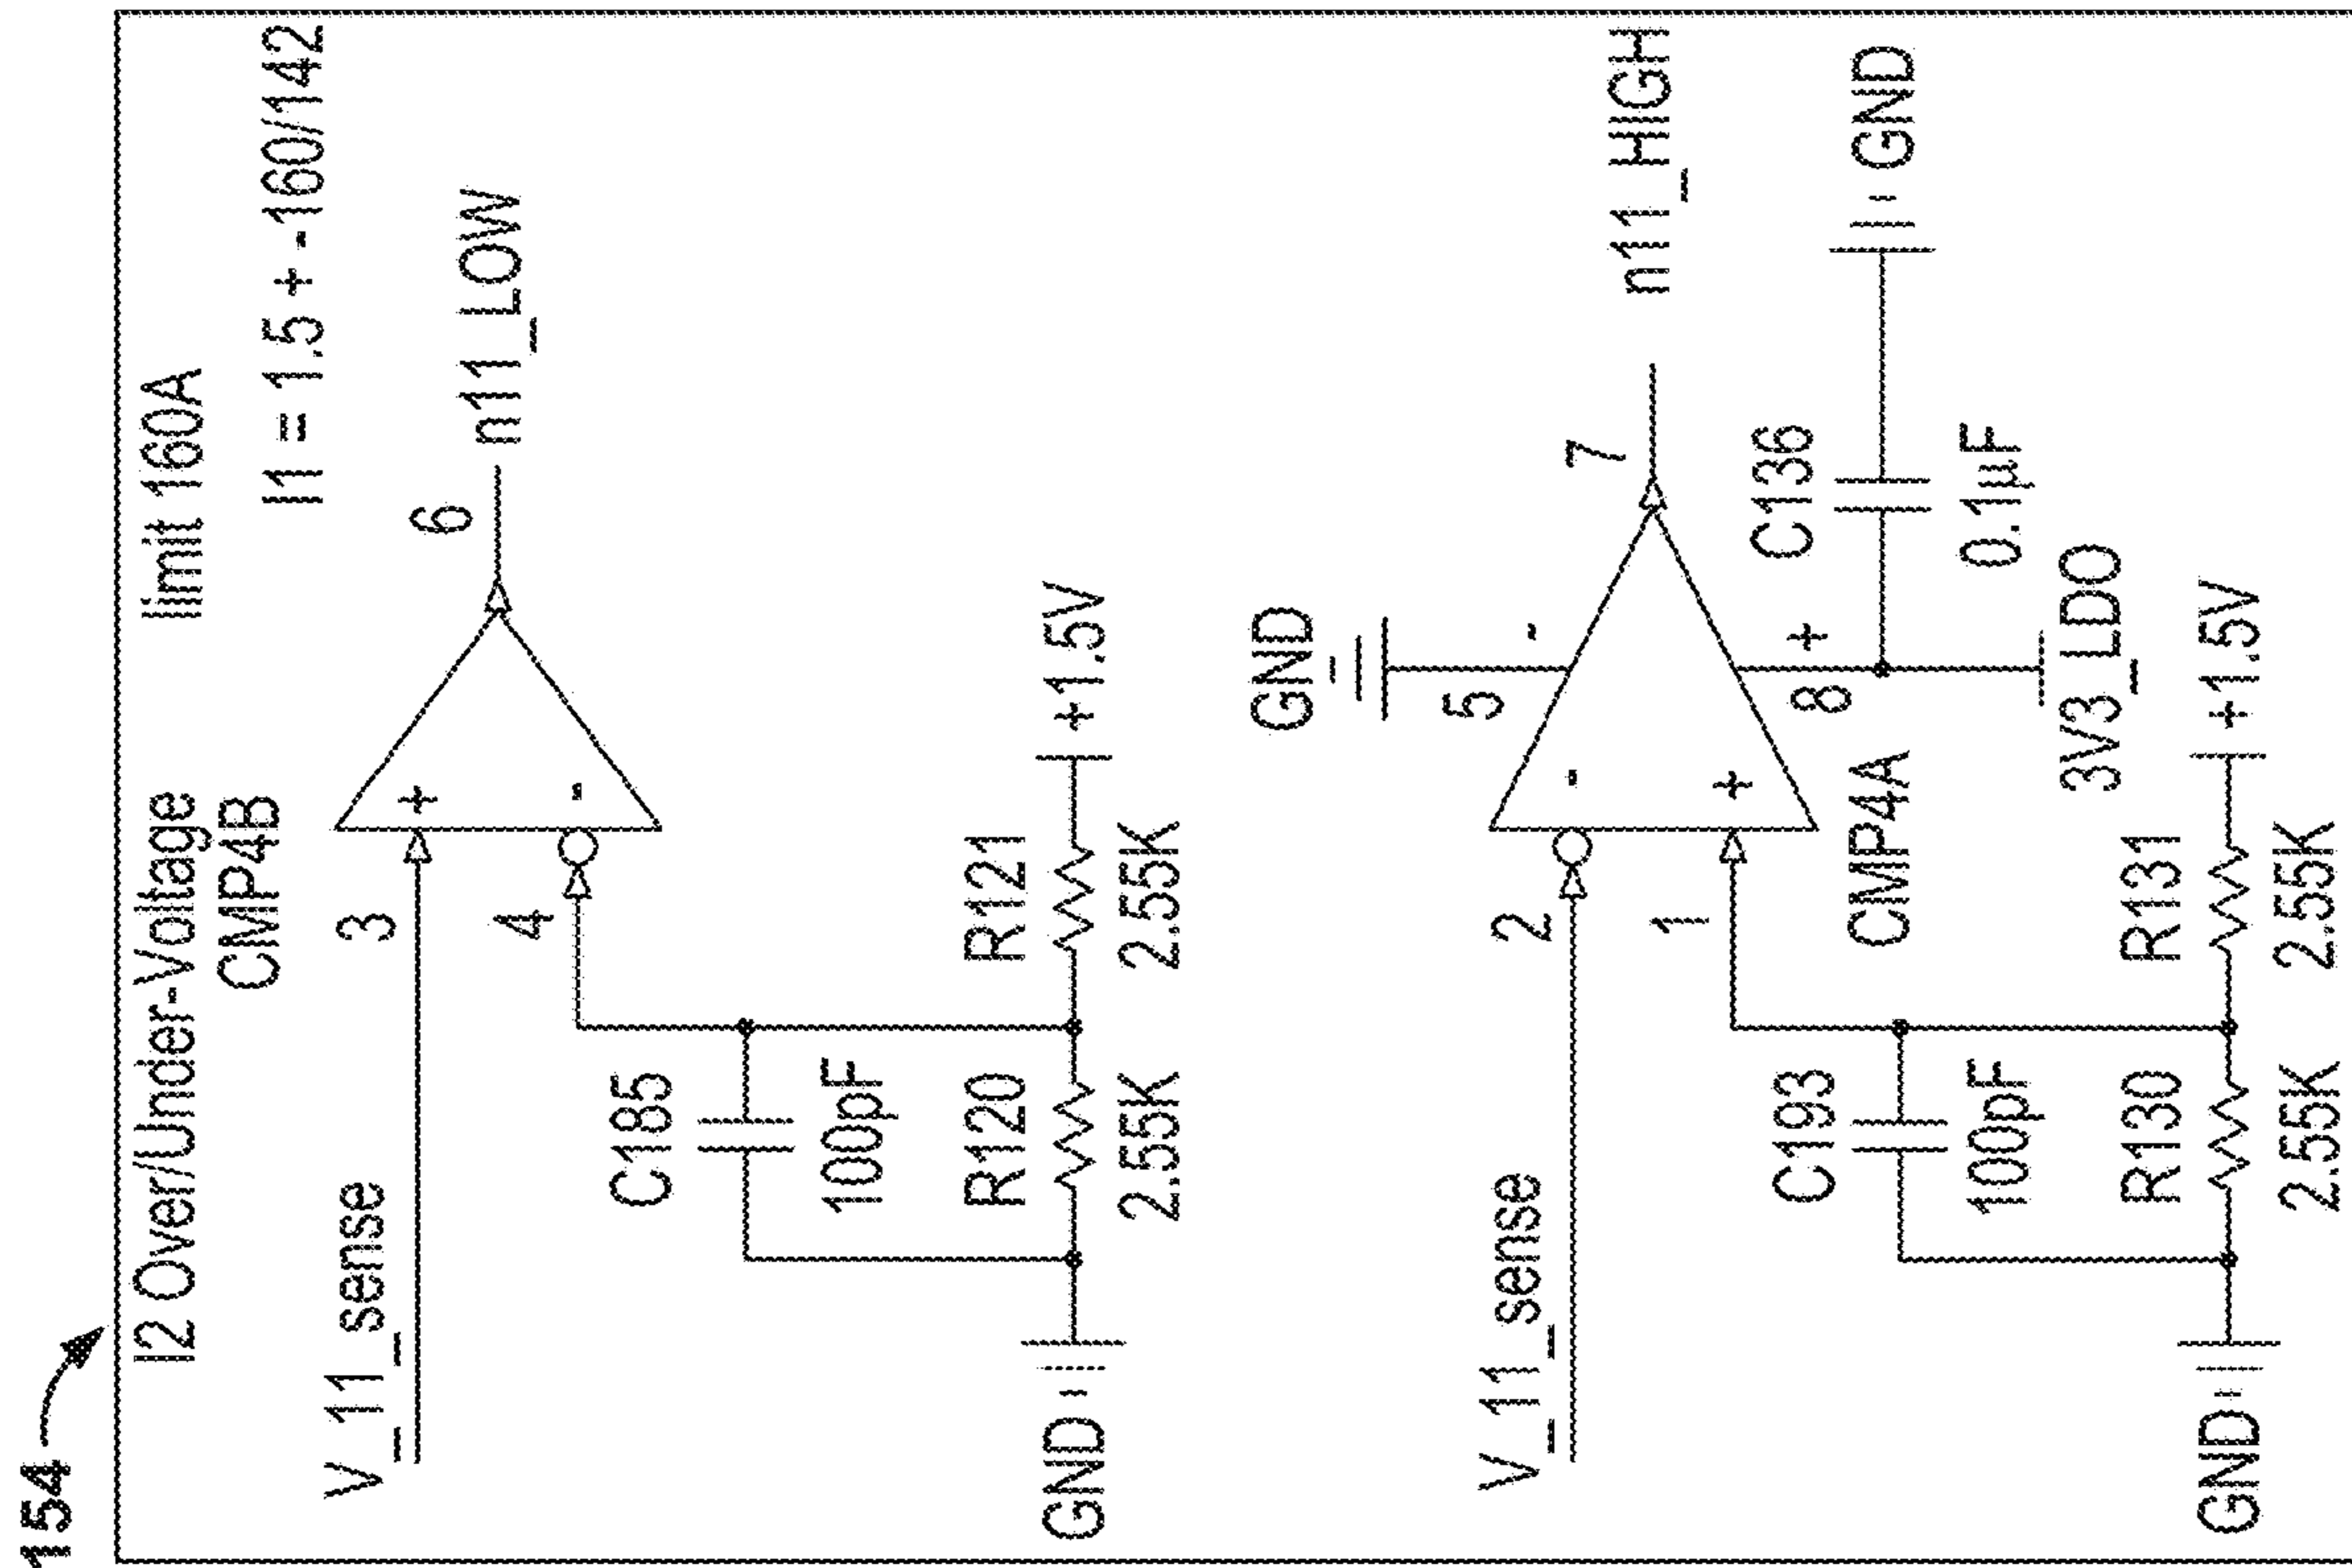 154
I2 Over/Under-Voltage
limit 160A
CMP4B
I1 = 1.5 + -160/142
V_11_sense
3
+
6
n11_LOW
4
-
C185
100pF
R120
R121
GND
+1.5V
2.55K
2.55K
GND
5
-
V_11_sense
2
-
7
n11_HIGH
1
+
8
+
C136
GND
CMP4A
0.1µF
3V3_LDO
C193
100pF
R130
R131
GND
+1.5V
2.55K
2.55K